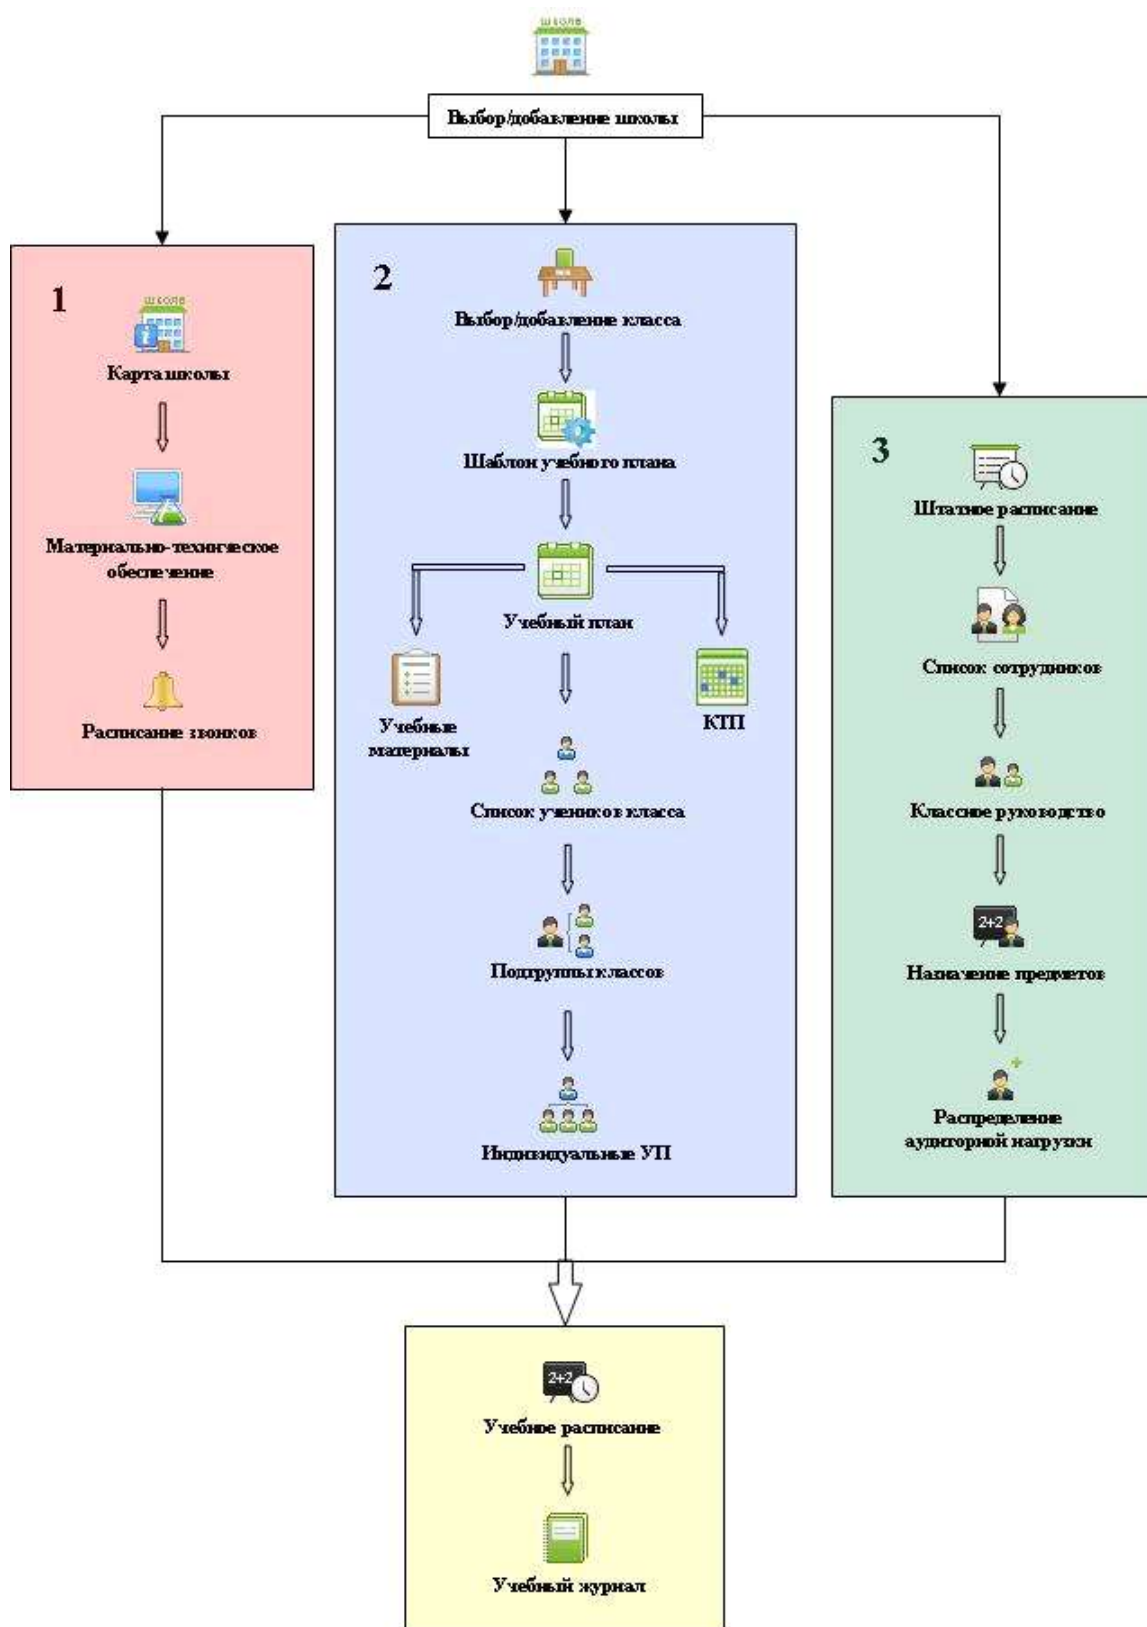 ШКОЛА
Выбор/добавление школы
1
ШКОЛА
Карта школы
Материально-техническое
обеспечение
Расписание звонков
2
Выбор/добавление класса
Шаблон учебного плана
Учебный план
Учебные
материалы
КТП
Список учеников класса
Подгруппы классов
Индивидуальные УП
3
Штатное расписание
Список сотрудников
Классное руководство
2+2
Назначение предметов
Распределение
аудиторной нагрузки
2+2
Учебное расписание
Учебный журнал